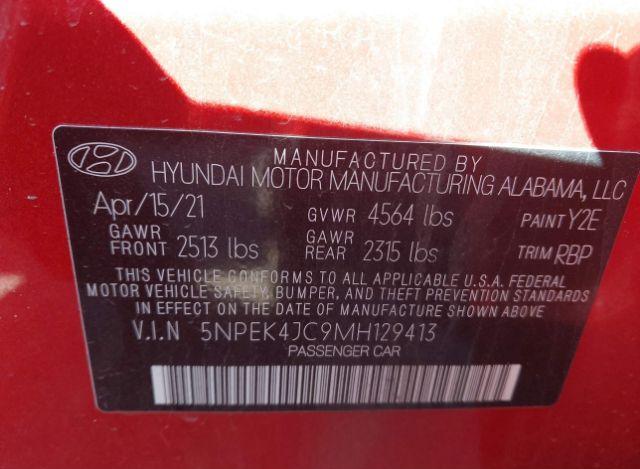 MANUFACTURED BY
HYUNDAI MOTOR MANUFACTURING ALABAMA, LLC
Apr/15/21 GVWR 4564 lbs PAINT Y2E
GAWR FRONT 2513 lbs GAWR REAR 2315 lbs TRIM RBP
THIS VEHICLE CONFORMS TO ALL APPLICABLE U.S.A. FEDERAL
MOTOR VEHICLE SAFETY, BUMPER, AND THEFT PREVENTION STANDARDS
IN EFFECT ON THE DATE OF MANUFACTURE SHOWN ABOVE
V.I.N 5NPEK4JC9MH129413
PASSENGER CAR